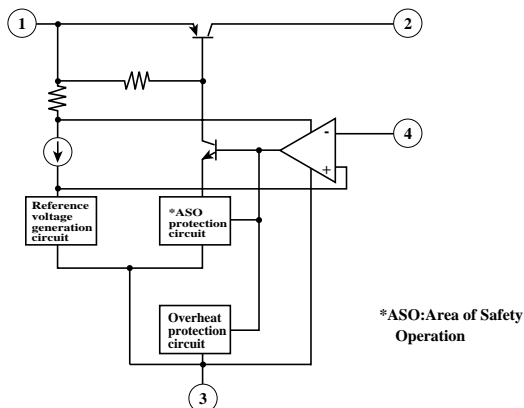 1
2
-
4
+
Reference
voltage
generation
circuit
*ASO
protection
circuit
Overheat
protection
circuit
*ASO:Area of Safety
Operation
3